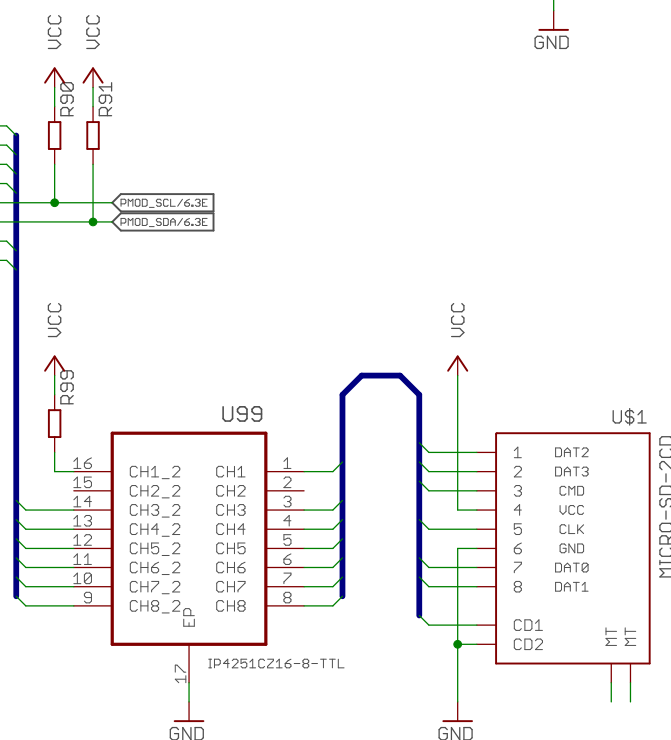 GND
VCC VCC
R90 R91
PMOD_SCL/6.3E
PMOD_SDA/6.3E
VCC VCC
R99
U99
U$1
16 CH1_2 CH1 1
15 CH2_2 CH2 2
14 CH3_2 CH3 3
13 CH4_2 CH4 4
12 CH5_2 CH5 5
11 CH6_2 CH6 6
10 CH7_2 CH7 7
9 CH8_2 CH8 8
EP
17
IP4251CZ16-8-TTL
GND
1 DAT2
2 DAT3
3 CMD
4 VCC
5 CLK
6 GND
7 DAT0
8 DAT1
CD1
CD2
MT MT
MICRO-SD-2CD
GND